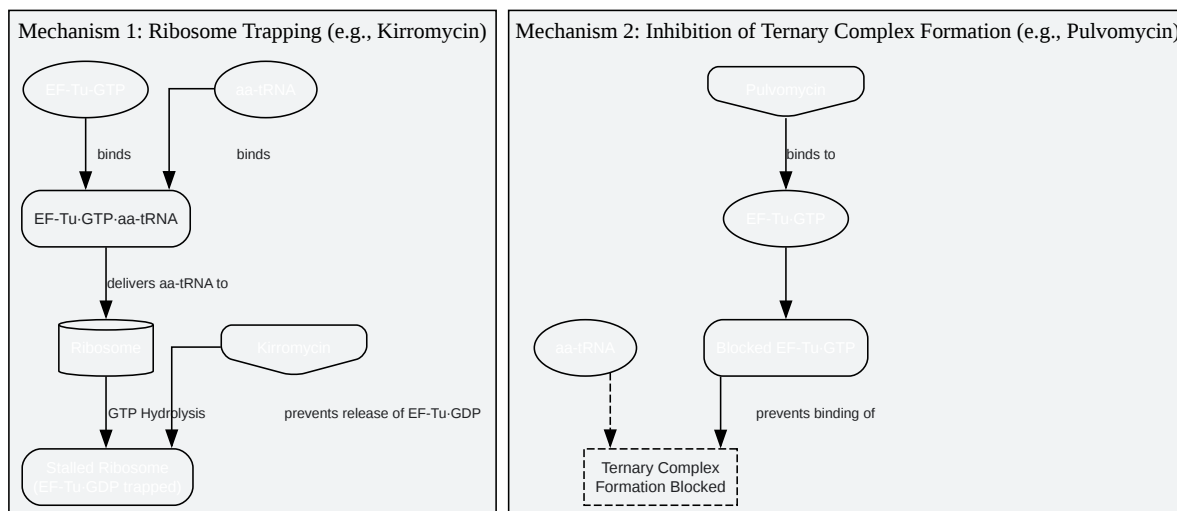 Mechanism 1: Ribosome Trapping (e.g., Kirromycin)
EF-Tu·GTP
aa-tRNA
binds
binds
EF-Tu·GTP·aa-tRNA
delivers aa-tRNA to
Ribosome
Kirromycin
GTP Hydrolysis
prevents release of EF-Tu·GDP
Stalled Ribosome
(EF-Tu·GDP trapped)
Mechanism 2: Inhibition of Ternary Complex Formation (e.g., Pulvomycin)
Pulvomycin
binds to
EF-Tu·GTP
aa-tRNA
Blocked EF-Tu·GTP
prevents binding of
Ternary Complex
Formation Blocked